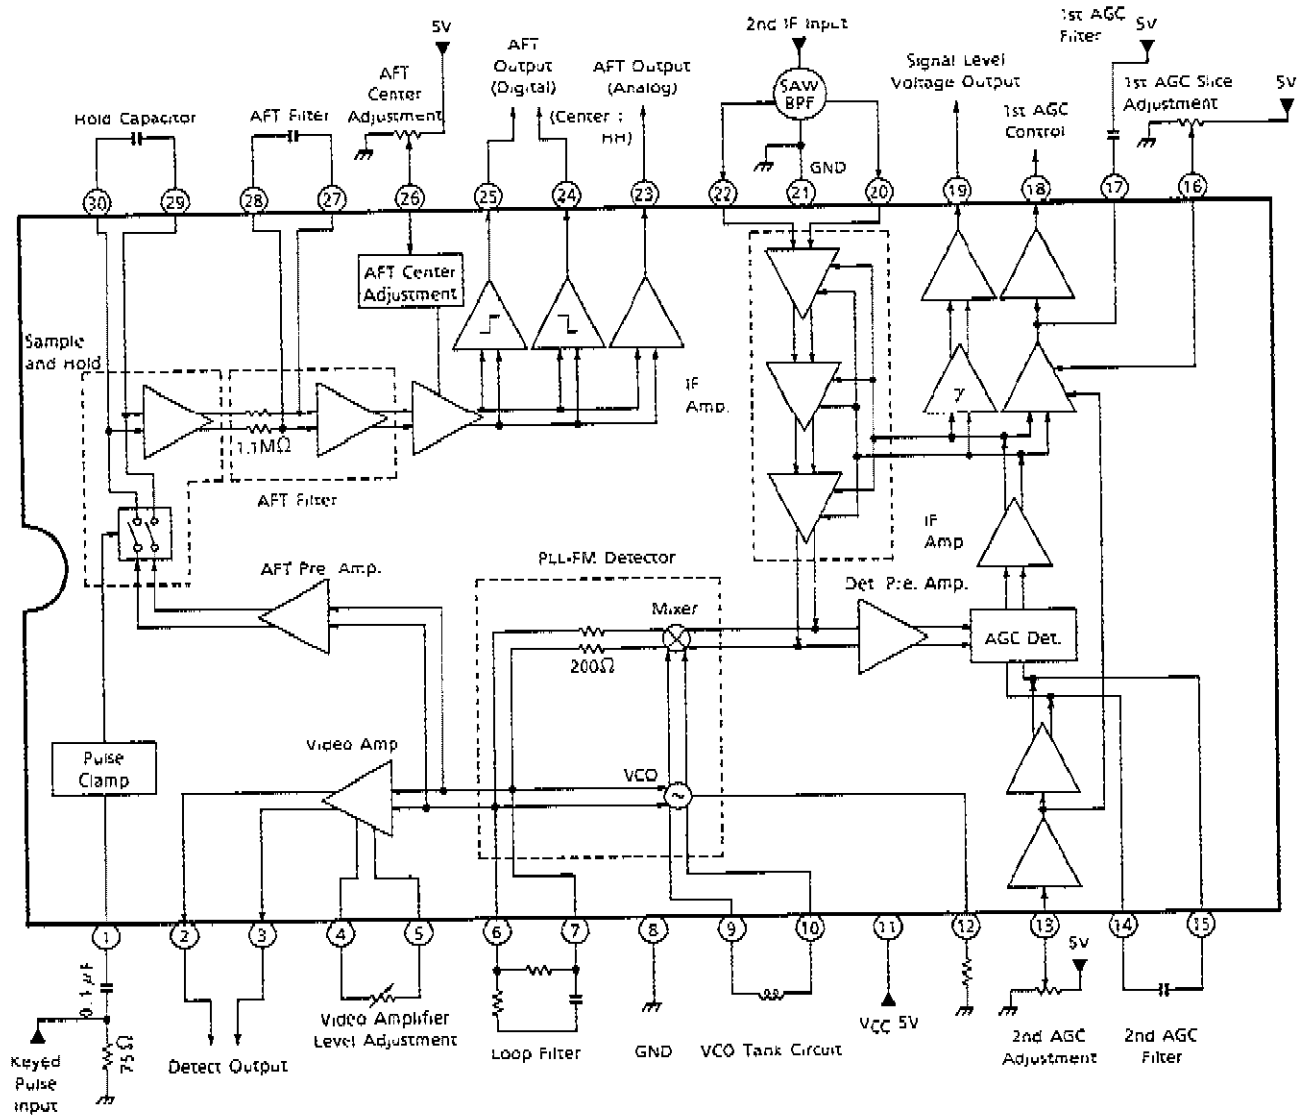 2nd IF Input
1st AGC
Filter
5V
5V
AFT
Output
(Digital)
AFT Output
(Analog)
(Center :
HH)
SAW
BPF
Signal Level
Voltage Output
1st AGC
Control
1st AGC Slice
Adjustment
5V
AFT
Center
Adjustment
Hold Capacitor
AFT Filter
GND
30
29
28
27
26
25
24
23
22
21
20
19
18
17
16
AFT Center
Adjustment
Sample
and Hold
IF
Amp.
γ
1.1MΩ
AFT Filter
IF
Amp
PLL-FM Detector
AFT Pre Amp.
Det. Pre. Amp.
Mixer
AGC Det.
200Ω
Video Amp
VCO
~
Pulse
Clamp
1
2
3
4
5
6
7
8
9
10
11
12
13
14
15
0.1μF
75Ω
5V
Keyed
Pulse
Input
Detect Output
Video Amplifier
Level Adjustment
Loop Filter
GND
VCO Tank Circuit
VCC 5V
2nd AGC
Adjustment
2nd AGC
Filter